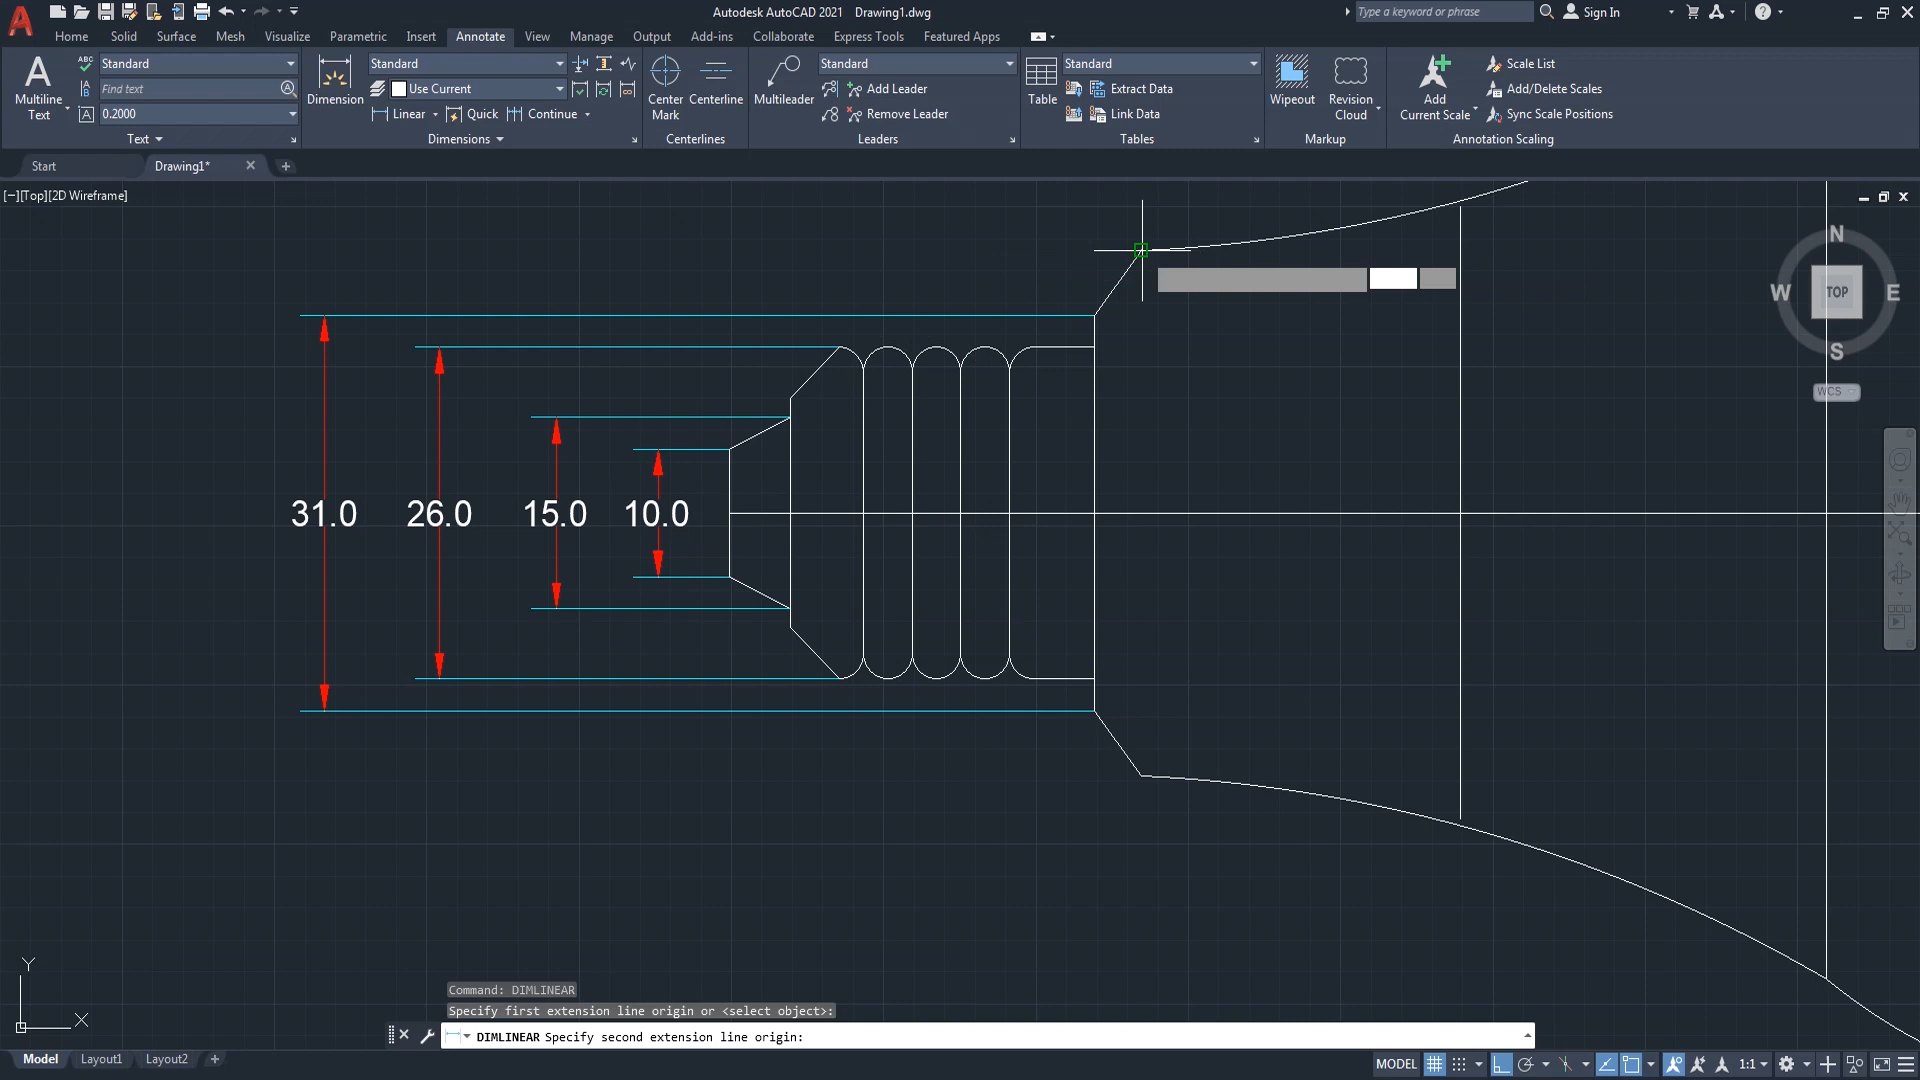 Autodesk AutoCAD 2021 Drawing1.dwg
Type a keyword or phrase
Sign In
Home Solid Surface Mesh Visualize Parametric Insert Annotate View Manage Output Add-ins Collaborate Express Tools Featured Apps
Multiline Text
ABC
Standard
Find text
0.2000
Text
Dimension
Standard
Use Current
Linear Quick Continue
Dimensions
Center Mark
Centerline
Centerlines
Multileader
Standard
Add Leader
Remove Leader
Leaders
Table
Standard
Extract Data
Link Data
Tables
Wipeout
Revision Cloud
Markup
Add Current Scale
Scale List
Add/Delete Scales
Sync Scale Positions
Annotation Scaling
Start Drawing1*
[−][Top][2D Wireframe]
N
W TOP E
S
WCS
31.0 26.0 15.0 10.0
Y
X
Command: DIMLINEAR
Specify first extension line origin or <select object>:
DIMLINEAR Specify second extension line origin:
Model Layout1 Layout2
MODEL 1:1